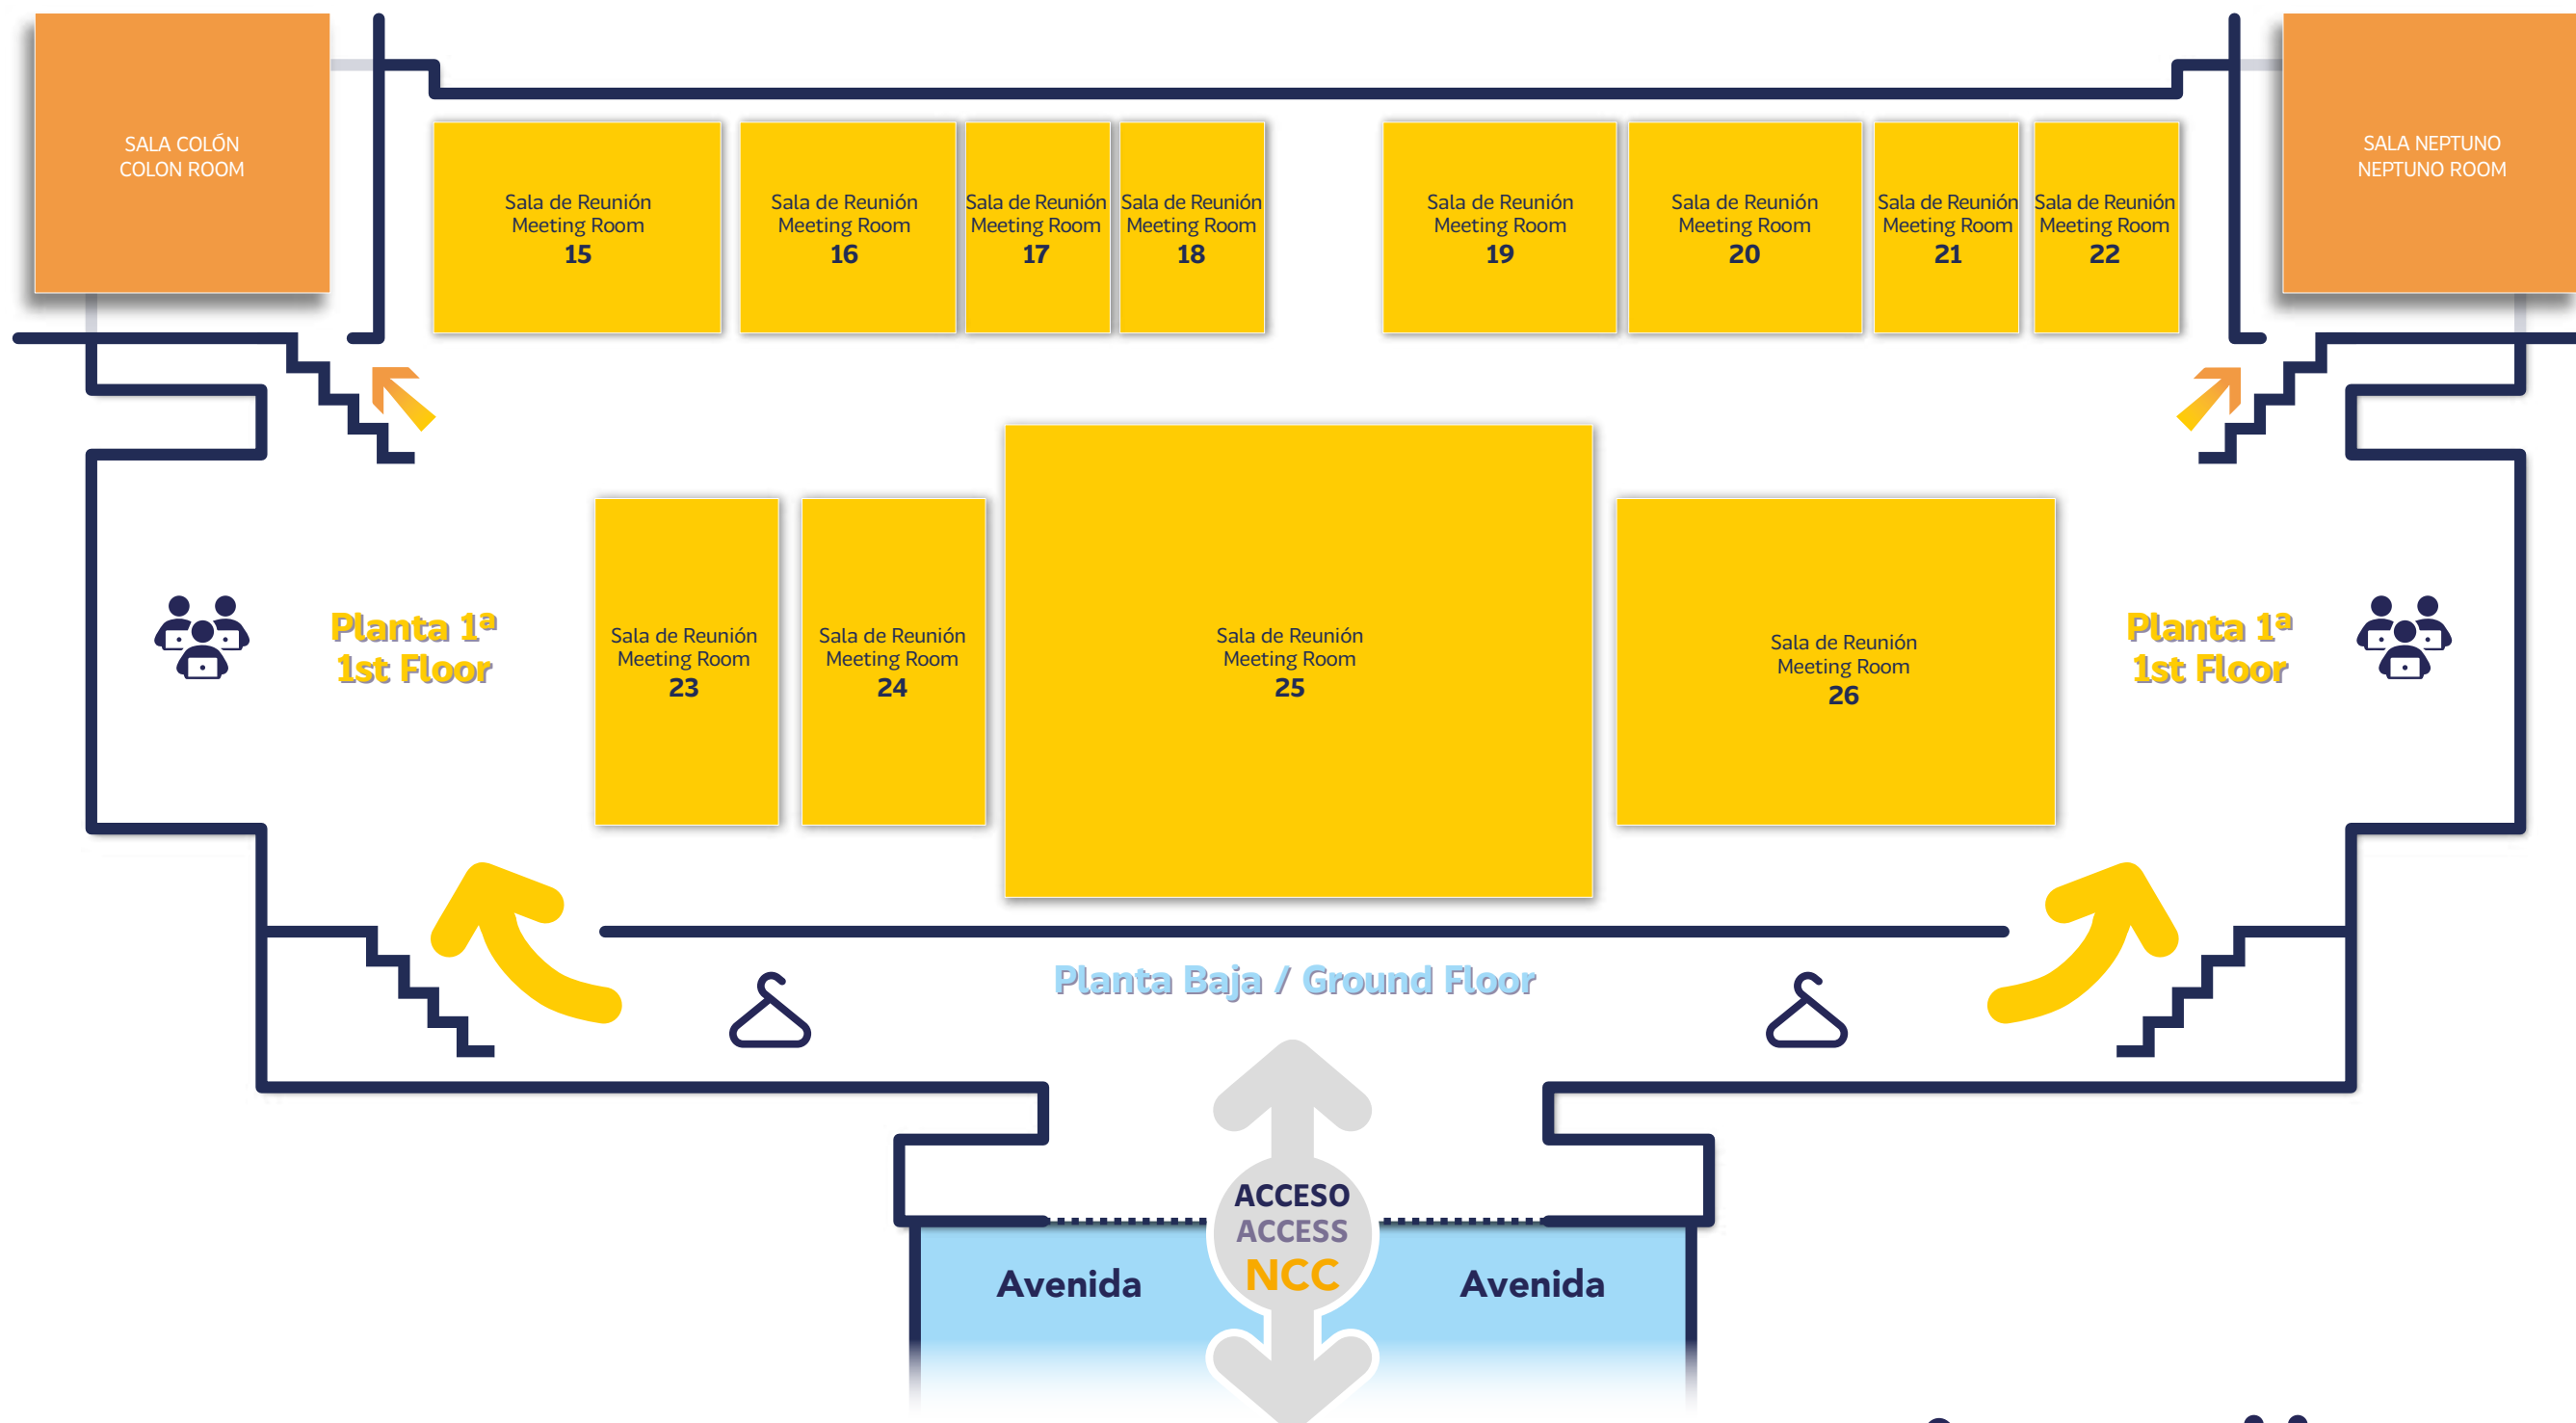 SALA COLÓN
COLON ROOM
SALA NEPTUNO
NEPTUNO ROOM
Sala de Reunión
Meeting Room
15
Sala de Reunión
Meeting Room
16
Sala de Reunión
Meeting Room
17
Sala de Reunión
Meeting Room
18
Sala de Reunión
Meeting Room
19
Sala de Reunión
Meeting Room
20
Sala de Reunión
Meeting Room
21
Sala de Reunión
Meeting Room
22
Planta 1ª
1st Floor
Sala de Reunión
Meeting Room
23
Sala de Reunión
Meeting Room
24
Sala de Reunión
Meeting Room
25
Sala de Reunión
Meeting Room
26
Planta 1ª
1st Floor
Planta Baja / Ground Floor
ACCESO
ACCESS
NCC
Avenida
Avenida